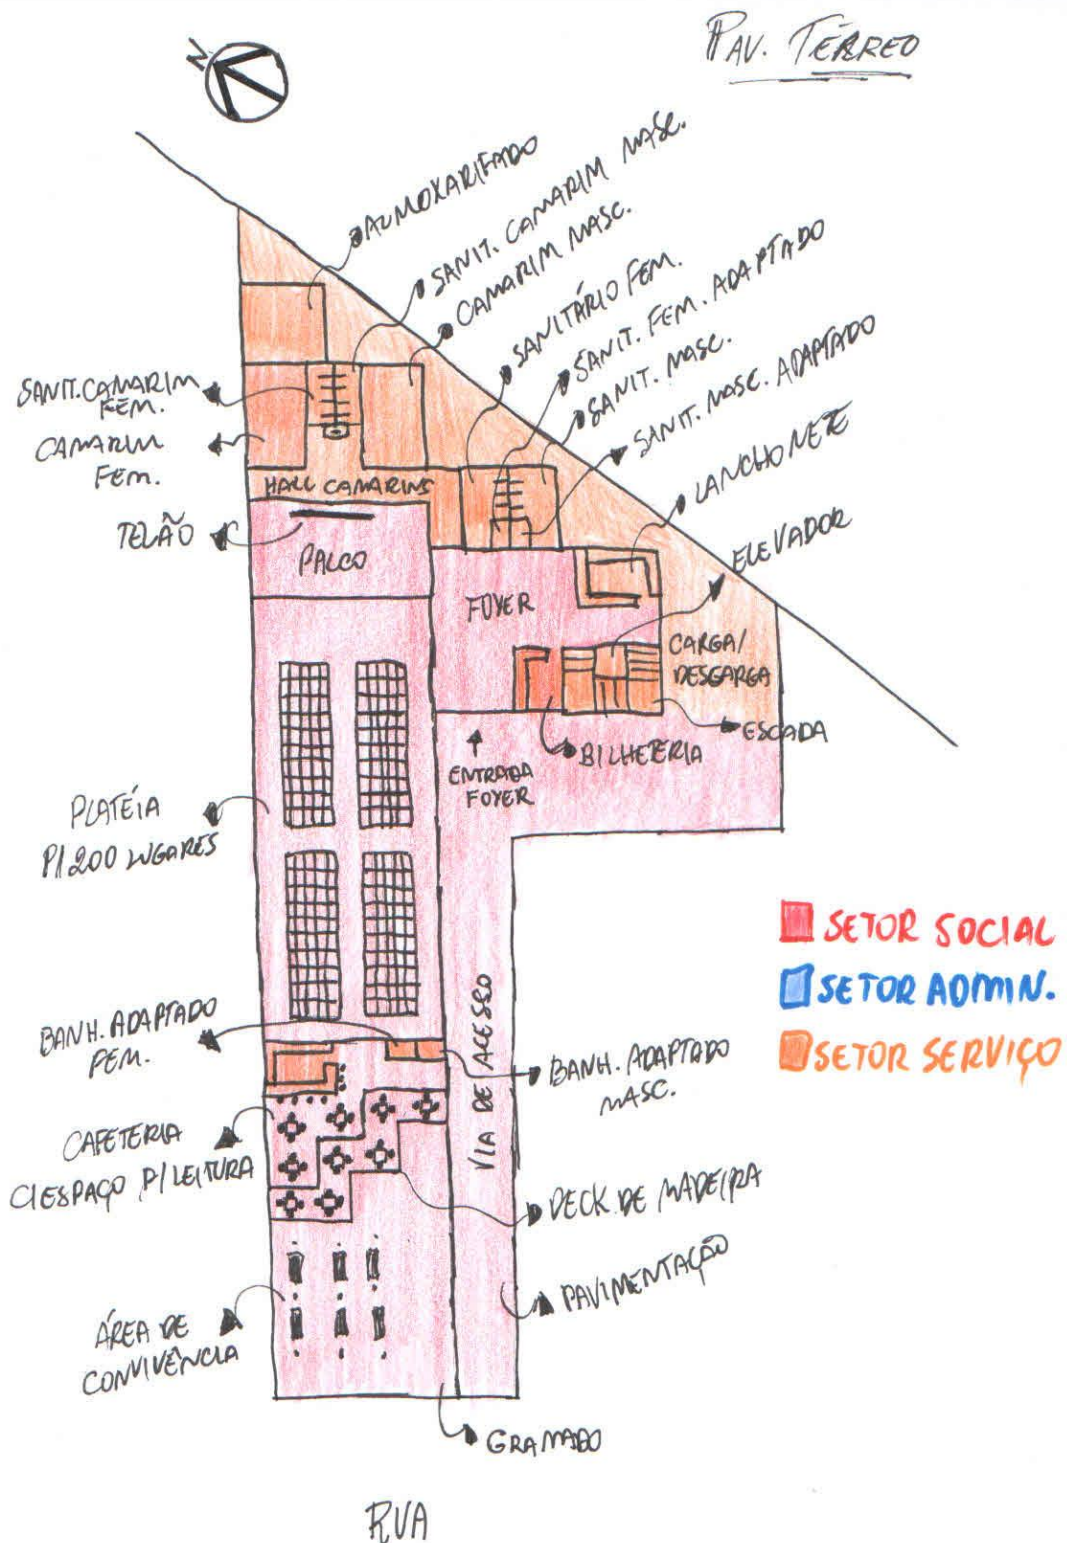 PAV. TÉRREO
N
ALMOXARIFADO
SANIT. CAMARIM MASC.
CAMARIM MASC.
SANITÁRIO FEM.
SANIT. FEM. ADAPTADO
SANIT. MASC.
SANIT. MASC. ADAPTADO
LANCHONETE
ELEVADOR
SANIT. CAMARIM
FEM.
CAMARIM
FEM.
HALL CAMARINS
TELÃO
PALCO
FOYER
CARGA/
DESGARGA
ESCADA
BILHETERIA
ENTRADA
FOYER
PLATÉIA
P/200 LUGARES
SETOR SOCIAL
SETOR ADMIN.
SETOR SERVIÇO
VIA DE ACESSO
BANH. ADAPTADO
FEM.
BANH. ADAPTADO
MASC.
CAFETERIA
C/ESPAÇO P/LEITURA
DECK DE MADEIRA
PAVIMENTAÇÃO
ÁREA DE
CONVIVÊNCIA
GRAMADO
RUA